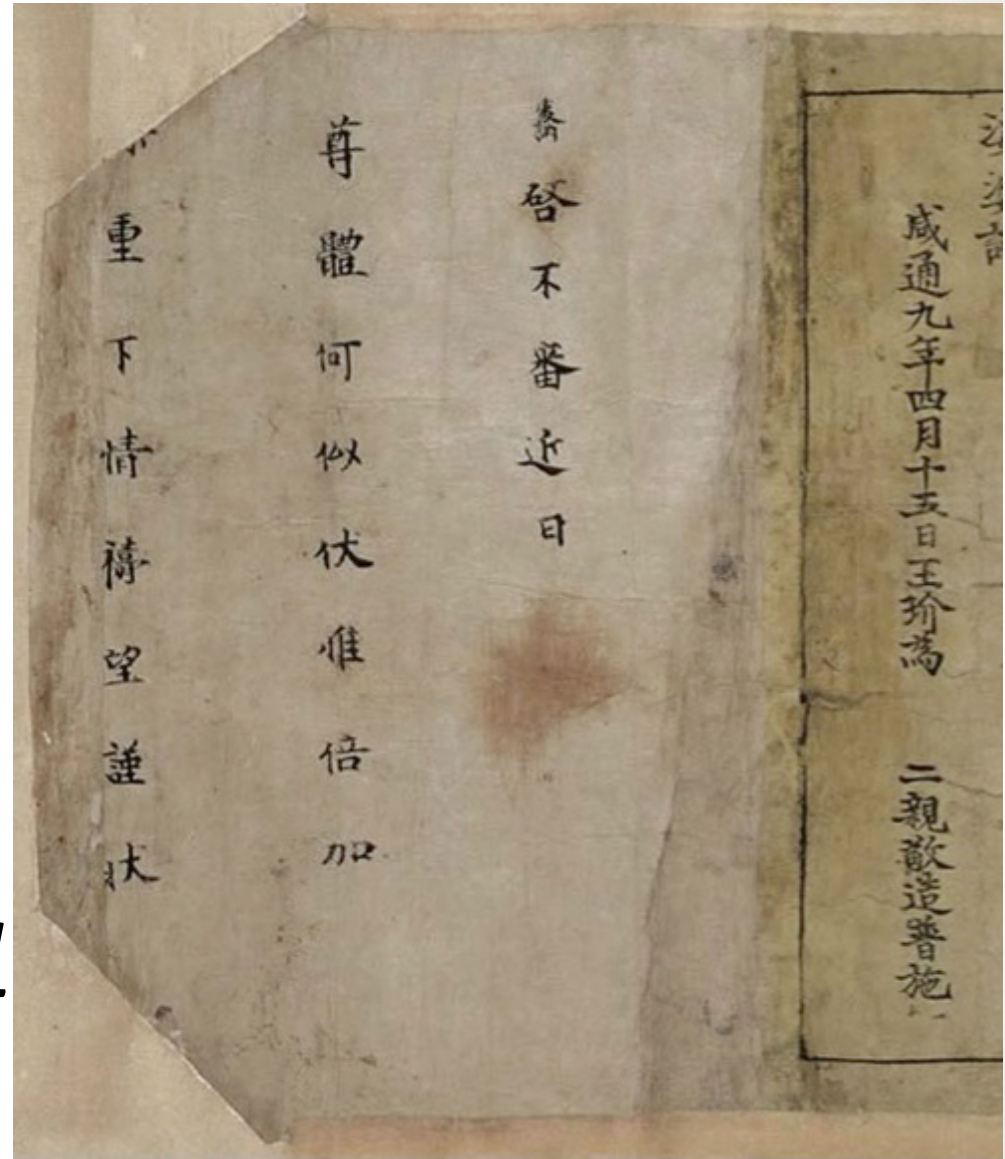 咸通九年四月十五日王玠爲 二親敬造普施
啓不審近日
尊體何似伏惟倍加
重下情禱望謹狀